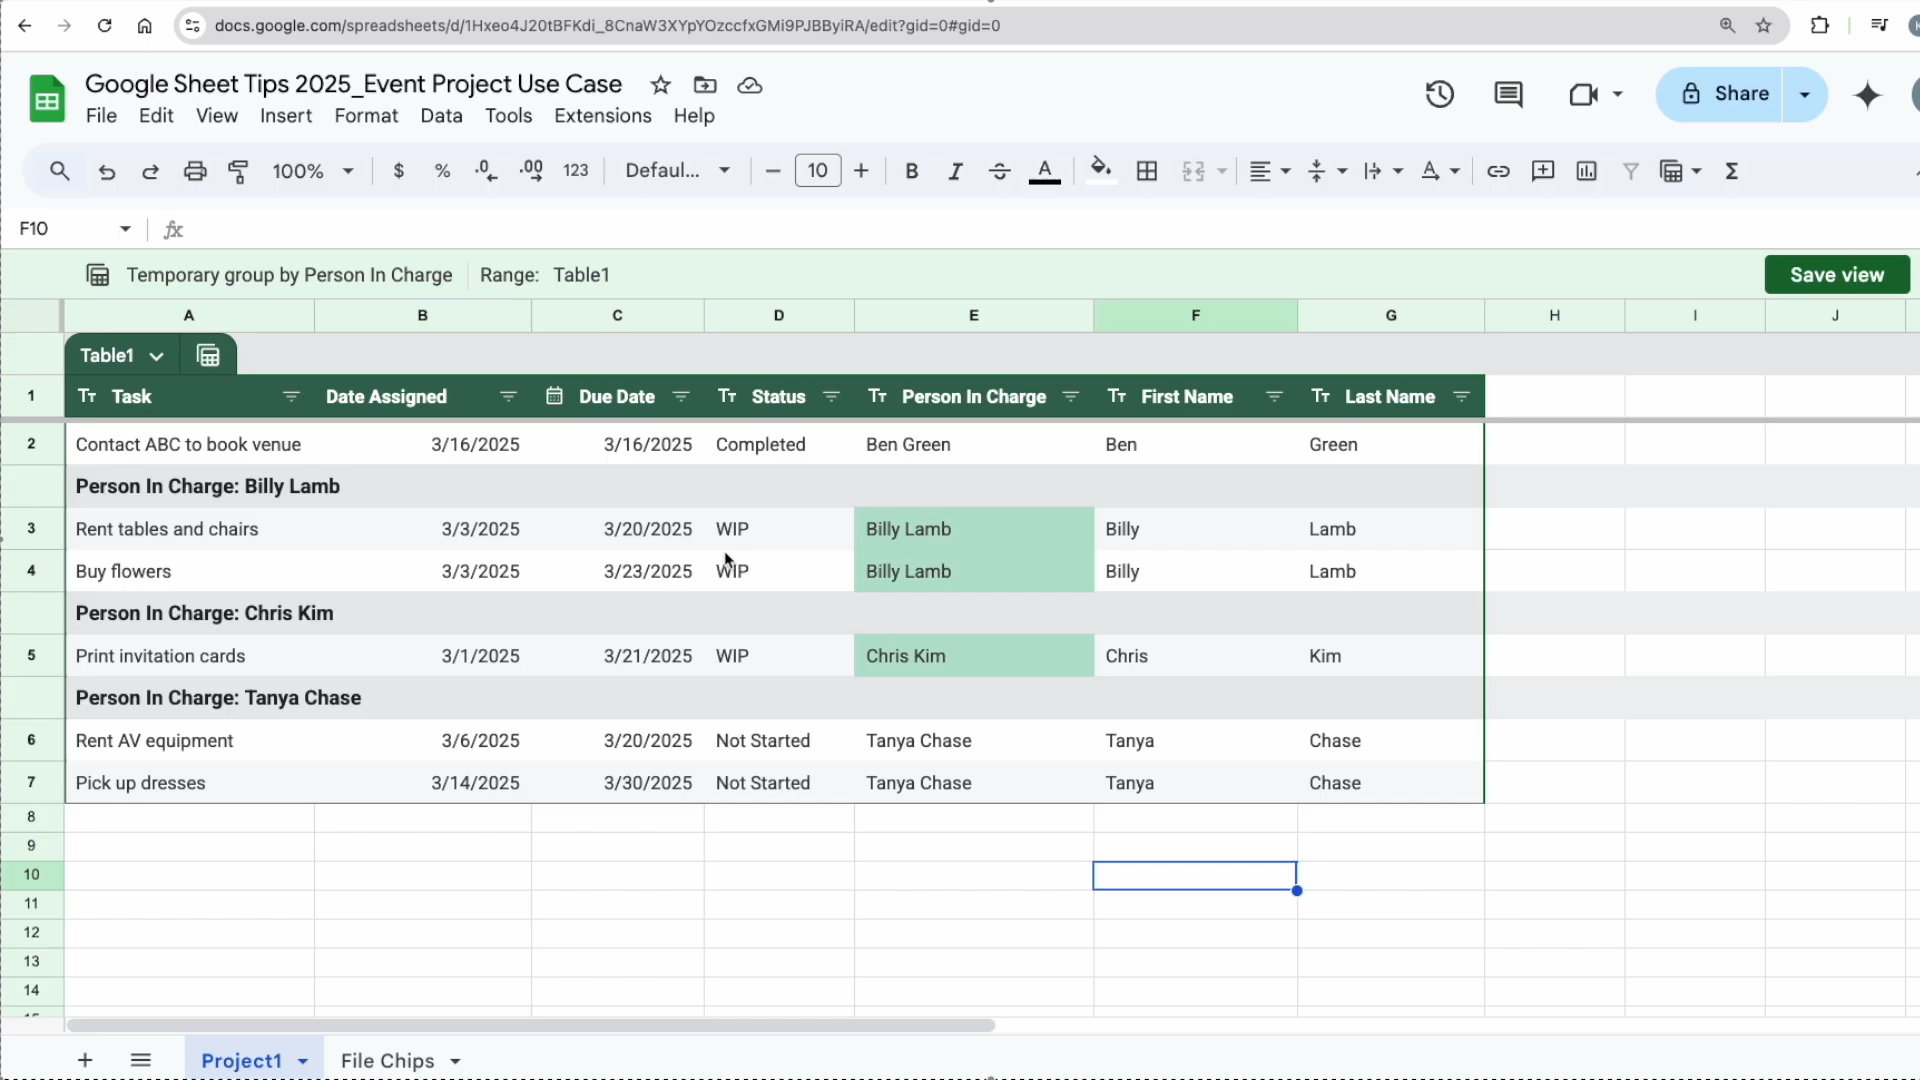 docs.google.com/spreadsheets/d/1Hxeo4J20tBFKdi_8CnaW3XYpYOzccfxGMi9PJBByiRA/edit?gid=0#gid=0
Google Sheet Tips 2025_Event Project Use Case
Share
File Edit View Insert Format Data Tools Extensions Help
100% $ % .0 .00 123 Defaul... 10 B I S A
F10 fx
Temporary group by Person In Charge Range: Table1 Save view
A B C D E F G H I J
Table1
1 Tт Task Date Assigned Due Date Tт Status Tт Person In Charge Tт First Name Tт Last Name
2 Contact ABC to book venue 3/16/2025 3/16/2025 Completed Ben Green Ben Green
Person In Charge: Billy Lamb
3 Rent tables and chairs 3/3/2025 3/20/2025 WIP Billy Lamb Billy Lamb
4 Buy flowers 3/3/2025 3/23/2025 WIP Billy Lamb Billy Lamb
Person In Charge: Chris Kim
5 Print invitation cards 3/1/2025 3/21/2025 WIP Chris Kim Chris Kim
Person In Charge: Tanya Chase
6 Rent AV equipment 3/6/2025 3/20/2025 Not Started Tanya Chase Tanya Chase
7 Pick up dresses 3/14/2025 3/30/2025 Not Started Tanya Chase Tanya Chase
8
9
10
11
12
13
14
Project1 File Chips